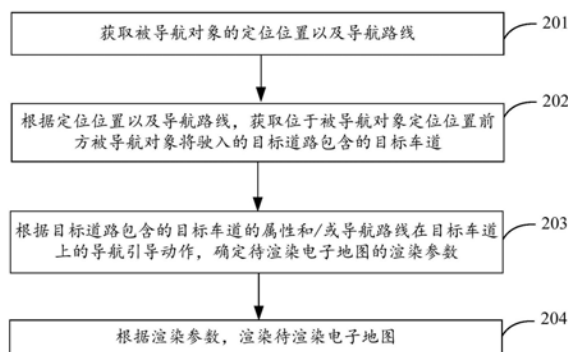 获取被导航对象的定位位置以及导航路线
201
根据定位位置以及导航路线，获取位于被导航对象定位位置前
方被导航对象将驶入的目标道路包含的目标车道
202
根据目标道路包含的目标车道的属性和/或导航路线在目标车道
上的导航引导动作，确定待渲染电子地图的渲染参数
203
根据渲染参数，渲染待渲染电子地图
204